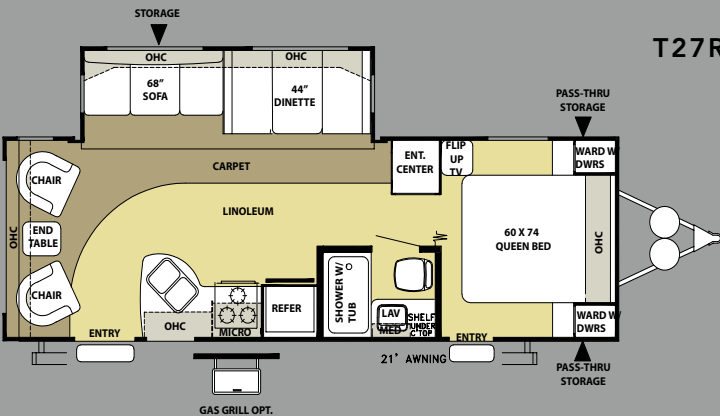 STORAGE
T27R
OHC
OHC
68"
SOFA
44"
DINETTE
PASS-THRU
STORAGE
ENT.
CENTER
FLIP
UP
TV
WARD W/
DWRS
CARPET
CHAIR
LINOLEUM
END
TABLE
OHC
60 X 74
QUEEN BED
OHC
CHAIR
SHOWER W/
TUB
REFER
LAV
MED
SHELF
UNDER
C'TOP
WARD W/
DWRS
ENTRY
OHC
MICRO
ENTRY
21' AWNING
PASS-THRU
STORAGE
GAS GRILL OPT.